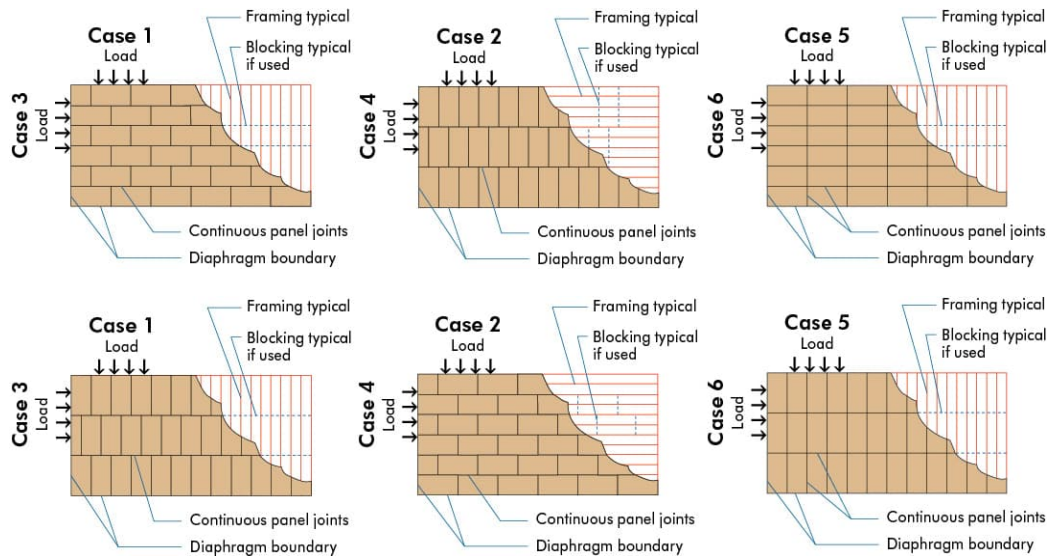 Framing typical
Case 1
Load
Blocking typical
if used
Case 3
Load
Continuous panel joints
Diaphragm boundary
Framing typical
Case 2
Load
Blocking typical
if used
Case 4
Load
Continuous panel joints
Diaphragm boundary
Framing typical
Case 5
Load
Blocking typical
if used
Case 6
Load
Continuous panel joints
Diaphragm boundary
Framing typical
Case 1
Load
Blocking typical
if used
Case 3
Load
Continuous panel joints
Diaphragm boundary
Framing typical
Case 2
Load
Blocking typical
if used
Case 4
Load
Continuous panel joints
Diaphragm boundary
Framing typical
Case 5
Load
Blocking typical
if used
Case 6
Load
Continuous panel joints
Diaphragm boundary